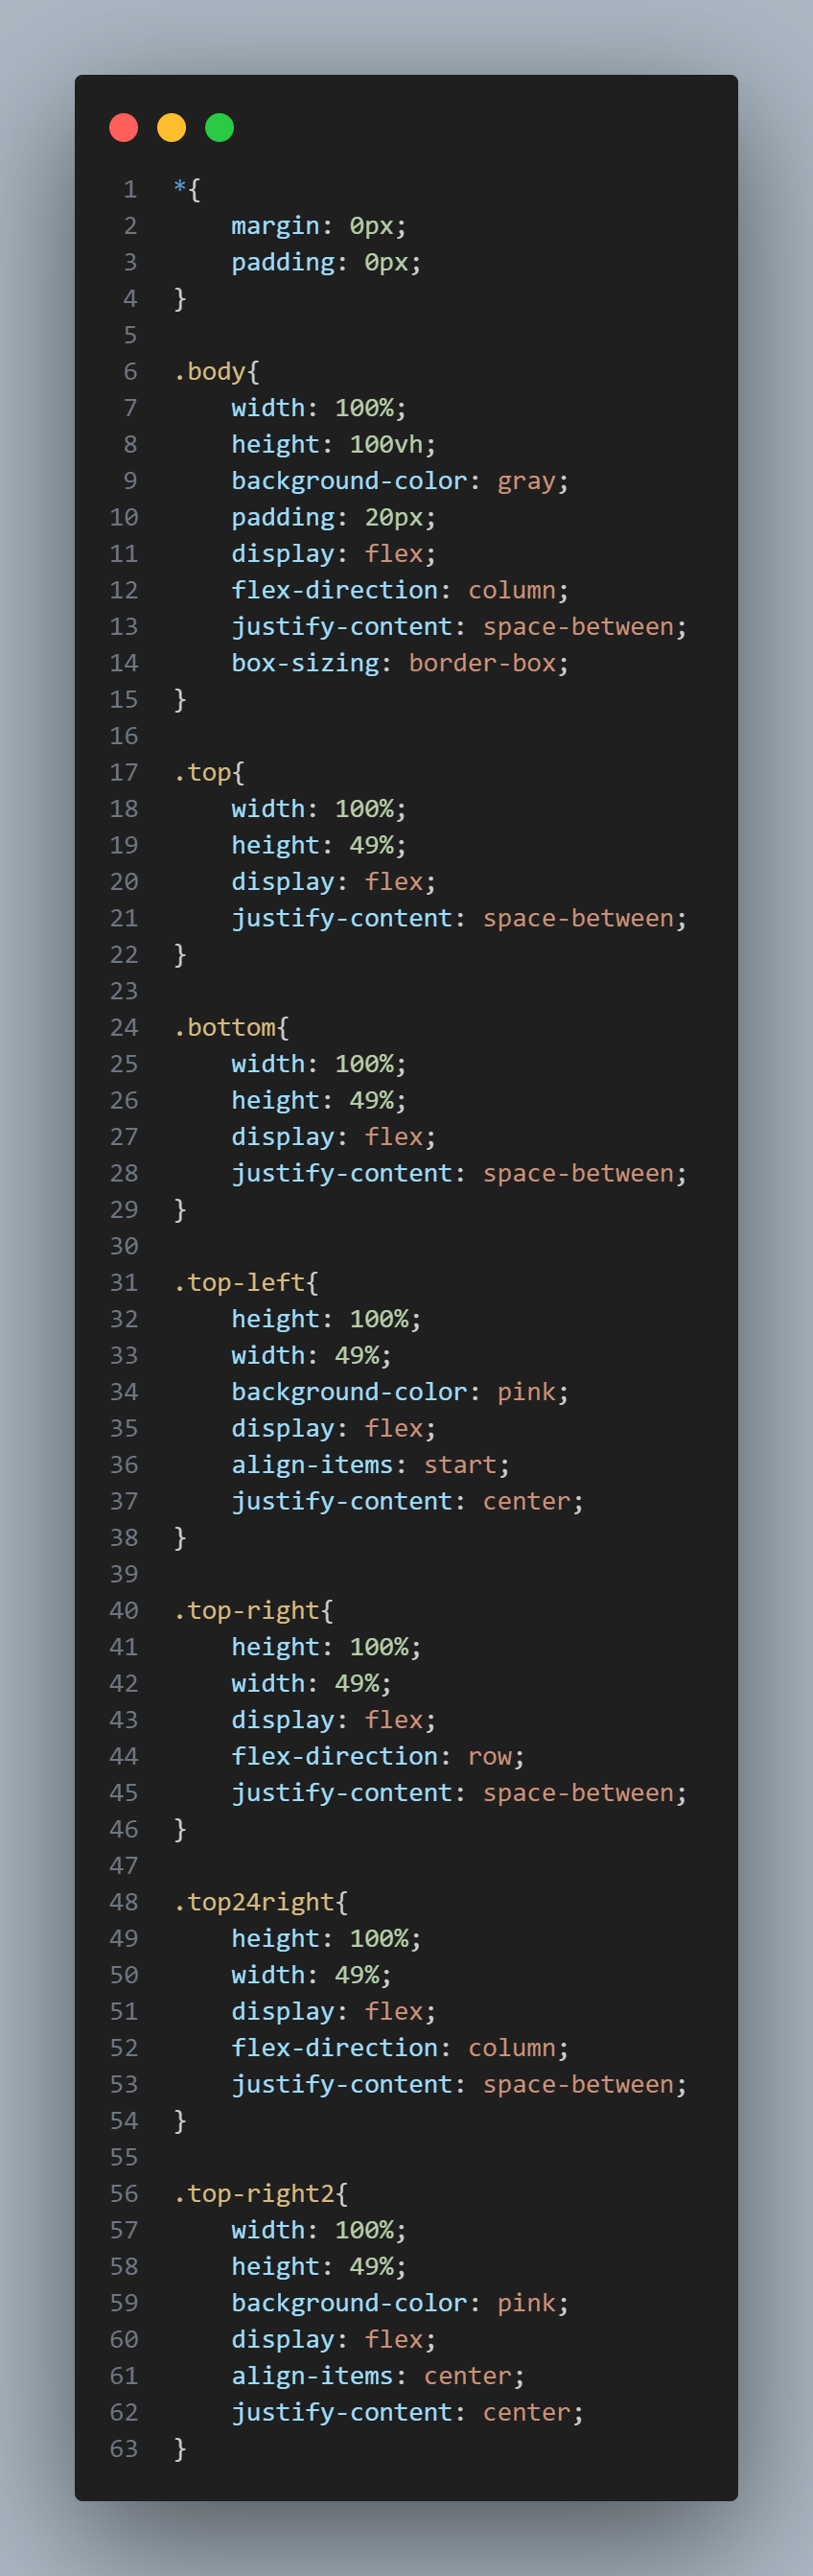 1 *{
2     margin: 0px;
3     padding: 0px;
4 }
5
6 .body{
7     width: 100%;
8     height: 100vh;
9     background-color: gray;
10     padding: 20px;
11     display: flex;
12     flex-direction: column;
13     justify-content: space-between;
14     box-sizing: border-box;
15 }
16
17 .top{
18     width: 100%;
19     height: 49%;
20     display: flex;
21     justify-content: space-between;
22 }
23
24 .bottom{
25     width: 100%;
26     height: 49%;
27     display: flex;
28     justify-content: space-between;
29 }
30
31 .top-left{
32     height: 100%;
33     width: 49%;
34     background-color: pink;
35     display: flex;
36     align-items: start;
37     justify-content: center;
38 }
39
40 .top-right{
41     height: 100%;
42     width: 49%;
43     display: flex;
44     flex-direction: row;
45     justify-content: space-between;
46 }
47
48 .top24right{
49     height: 100%;
50     width: 49%;
51     display: flex;
52     flex-direction: column;
53     justify-content: space-between;
54 }
55
56 .top-right2{
57     width: 100%;
58     height: 49%;
59     background-color: pink;
60     display: flex;
61     align-items: center;
62     justify-content: center;
63 }